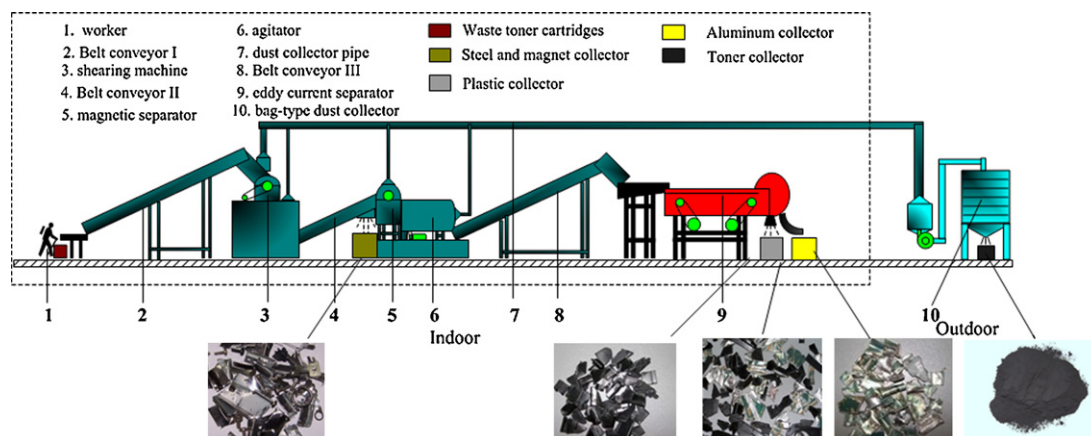 1. worker
2. Belt conveyor I
3. shearing machine
4. Belt conveyor II
5. magnetic separator
6. agitator
7. dust collector pipe
8. Belt conveyor III
9. eddy current separator
10. bag-type dust collector
Waste toner cartridges
Steel and magnet collector
Plastic collector
Aluminum collector
Toner collector
1 2 3 4 5 6 7 8 9 10
Indoor Outdoor